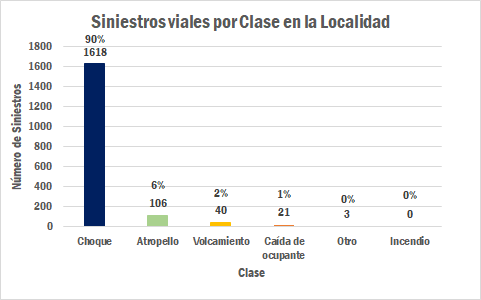 Siniestros viales por Clase en la Localidad
Número de Siniestros
1800
1600
1400
1200
1000
800
600
400
200
0
90%
1618
6%
106
2%
40
1%
21
0%
3
0%
0
Choque
Atropello
Volcamiento
Caída de
ocupante
Otro
Incendio
Clase